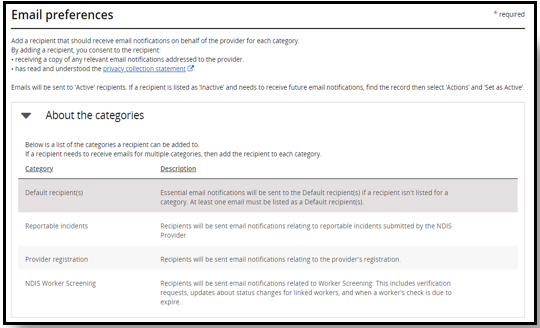 Email preferences
* required
Add a recipient that should receive email notifications on behalf of the provider for each category.
By adding a recipient, you consent to the recipient:
• receiving a copy of any relevant email notifications addressed to the provider.
• has read and understood the privacy collection statement.
Emails will be sent to 'Active' recipients. If a recipient is listed as 'Inactive' and needs to receive future email notifications, find the record then select 'Actions' and 'Set as Active'.
About the categories
Below is a list of the categories a recipient can be added to.
If a recipient needs to receive emails for multiple categories, then add the recipient to each category.
Category
Description
Default recipient(s)
Essential email notifications will be sent to the Default recipient(s) if a recipient isn't listed for a
category. At least one email must be listed as a Default recipient(s).
Reportable incidents
Recipients will be sent email notifications relating to reportable incidents submitted by the NDIS
Provider
Provider registration
Recipients will be sent email notifications relating to the provider's registration.
NDIS Worker Screening
Recipients will be sent email notifications related to Worker Screening. This includes verification
requests, updates about status changes for linked workers, and when a worker's check is due to
expire.